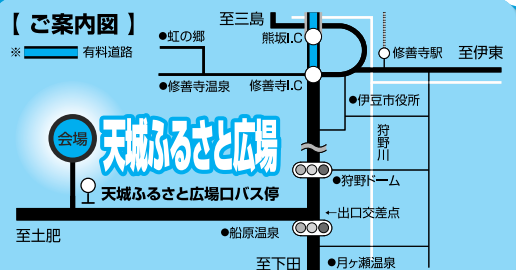 【 ご案内図 】
※ 有料道路
至三島
熊坂I.C
●虹の郷
修善寺駅
至伊東
●修善寺温泉
修善寺I.C
●伊豆市役所
狩野川
会場
天城ふるさと広場
天城ふるさと広場口バス停
●狩野ドーム
←出口交差点
●船原温泉
至土肥
至下田
●月ヶ瀬温泉